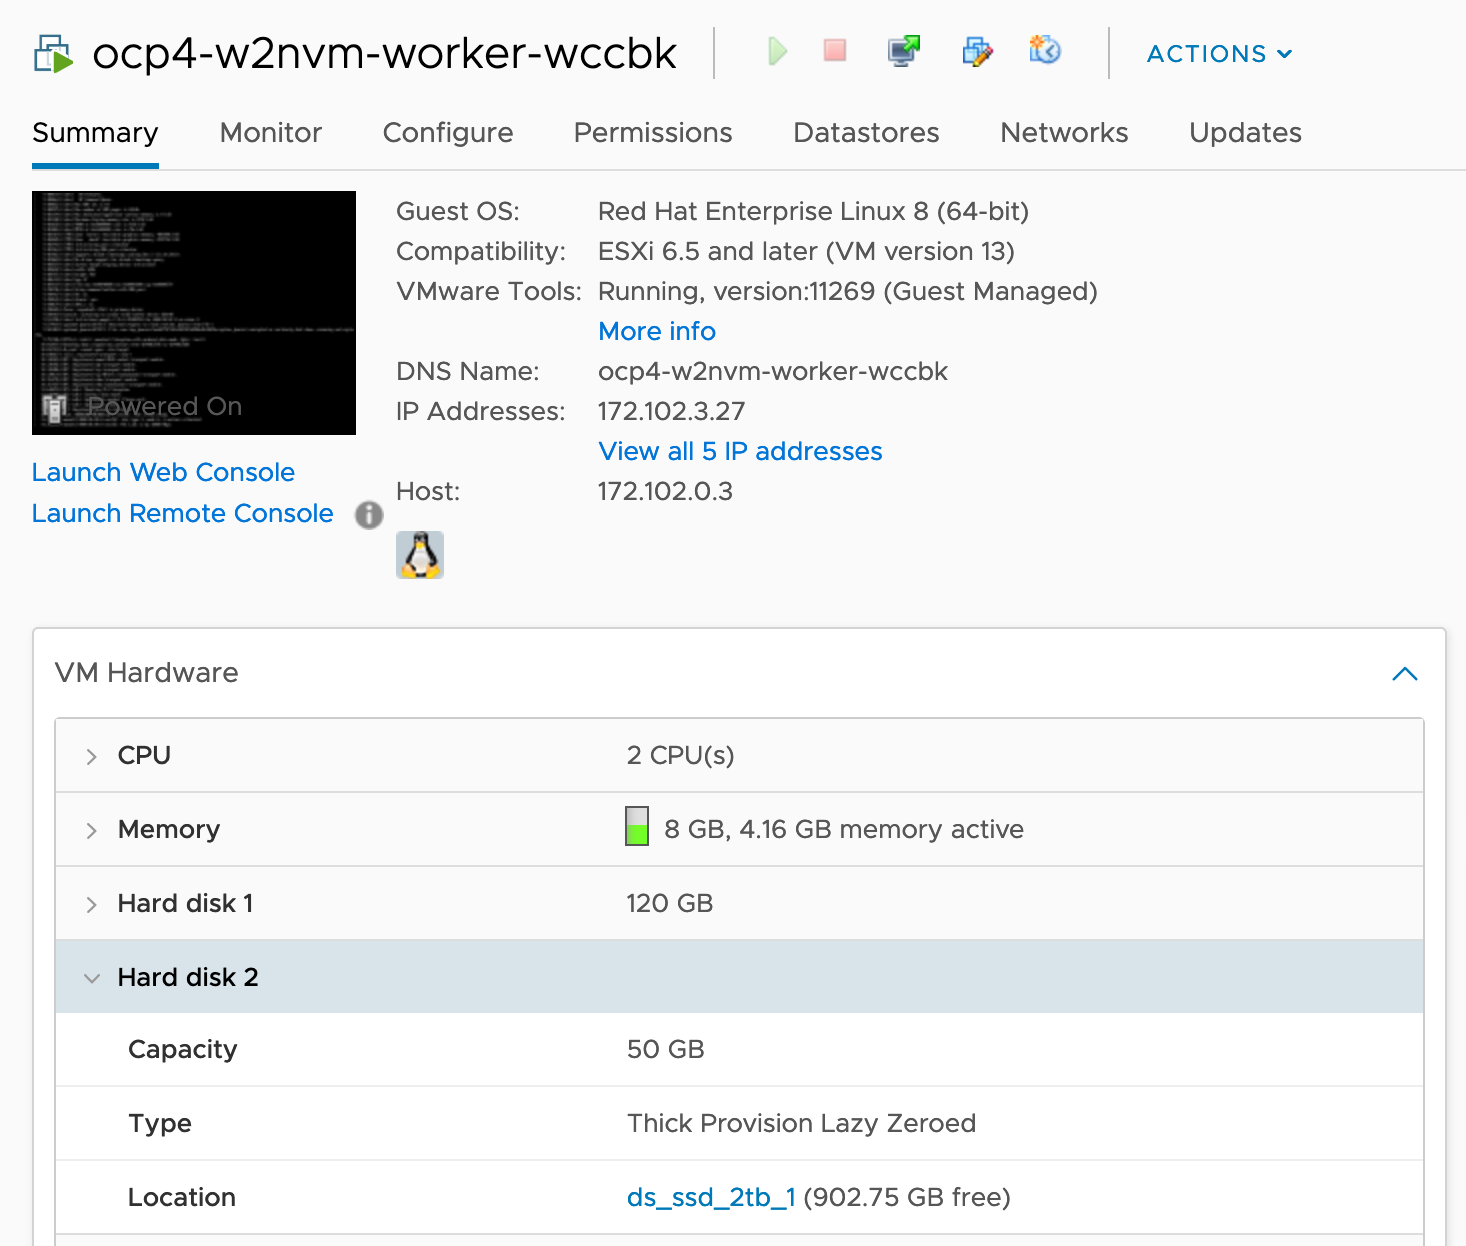 ocp4-w2nvm-worker-wccbk
ACTIONS
Summary Monitor Configure Permissions Datastores Networks Updates
Powered On
Launch Web Console
Launch Remote Console
Guest OS: Red Hat Enterprise Linux 8 (64-bit)
Compatibility: ESXi 6.5 and later (VM version 13)
VMware Tools: Running, version:11269 (Guest Managed)
More info
DNS Name: ocp4-w2nvm-worker-wccbk
IP Addresses: 172.102.3.27
View all 5 IP addresses
Host: 172.102.0.3
VM Hardware
CPU 2 CPU(s)
Memory 8 GB, 4.16 GB memory active
Hard disk 1 120 GB
Hard disk 2
Capacity 50 GB
Type Thick Provision Lazy Zeroed
Location ds_ssd_2tb_1 (902.75 GB free)